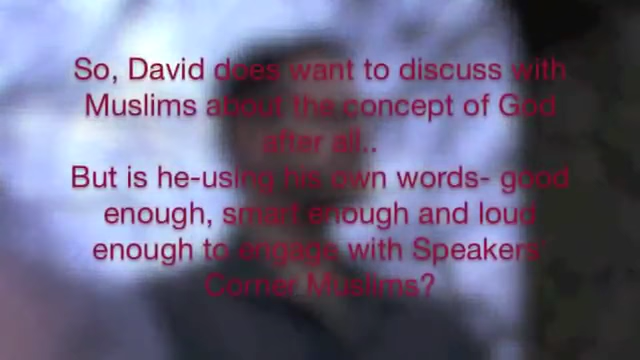 So, David does want to discuss with
Muslims about the concept of God
after all..
But is he-using his own words- good
enough, smart enough and loud
enough to engage with Speakers'
Corner Muslims?